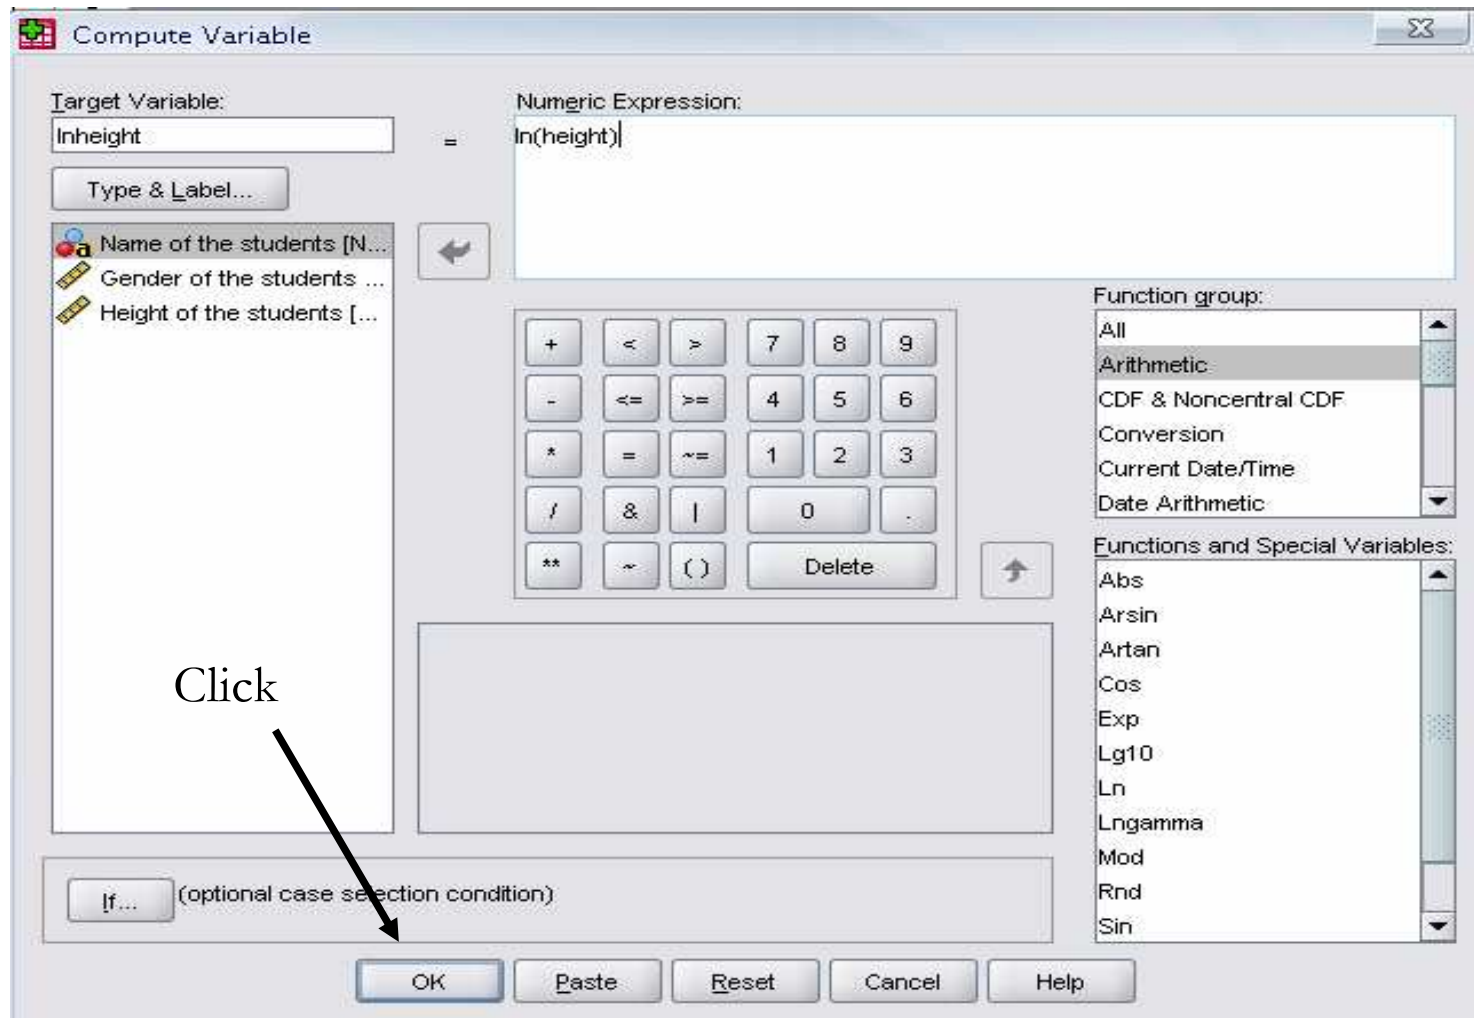 Compute Variable
Target Variable:
lnheight
=
Numeric Expression:
ln(height)
Type & Label...
Name of the students [N...
Gender of the students ...
Height of the students [...
+ < > 7 8 9
- <= >= 4 5 6
* = ~= 1 2 3
/ & | 0 .
** ~ ( ) Delete
Function group:
All
Arithmetic
CDF & Noncentral CDF
Conversion
Current Date/Time
Date Arithmetic
Functions and Special Variables:
Abs
Arsin
Artan
Cos
Exp
Lg10
Ln
Lngamma
Mod
Rnd
Sin
Click
If... (optional case selection condition)
OK Paste Reset Cancel Help